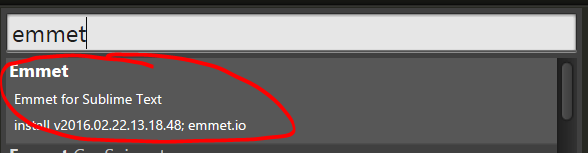 emmet
Emmet
Emmet for Sublime Text
install v2016.02.22.13.18.48; emmet.io